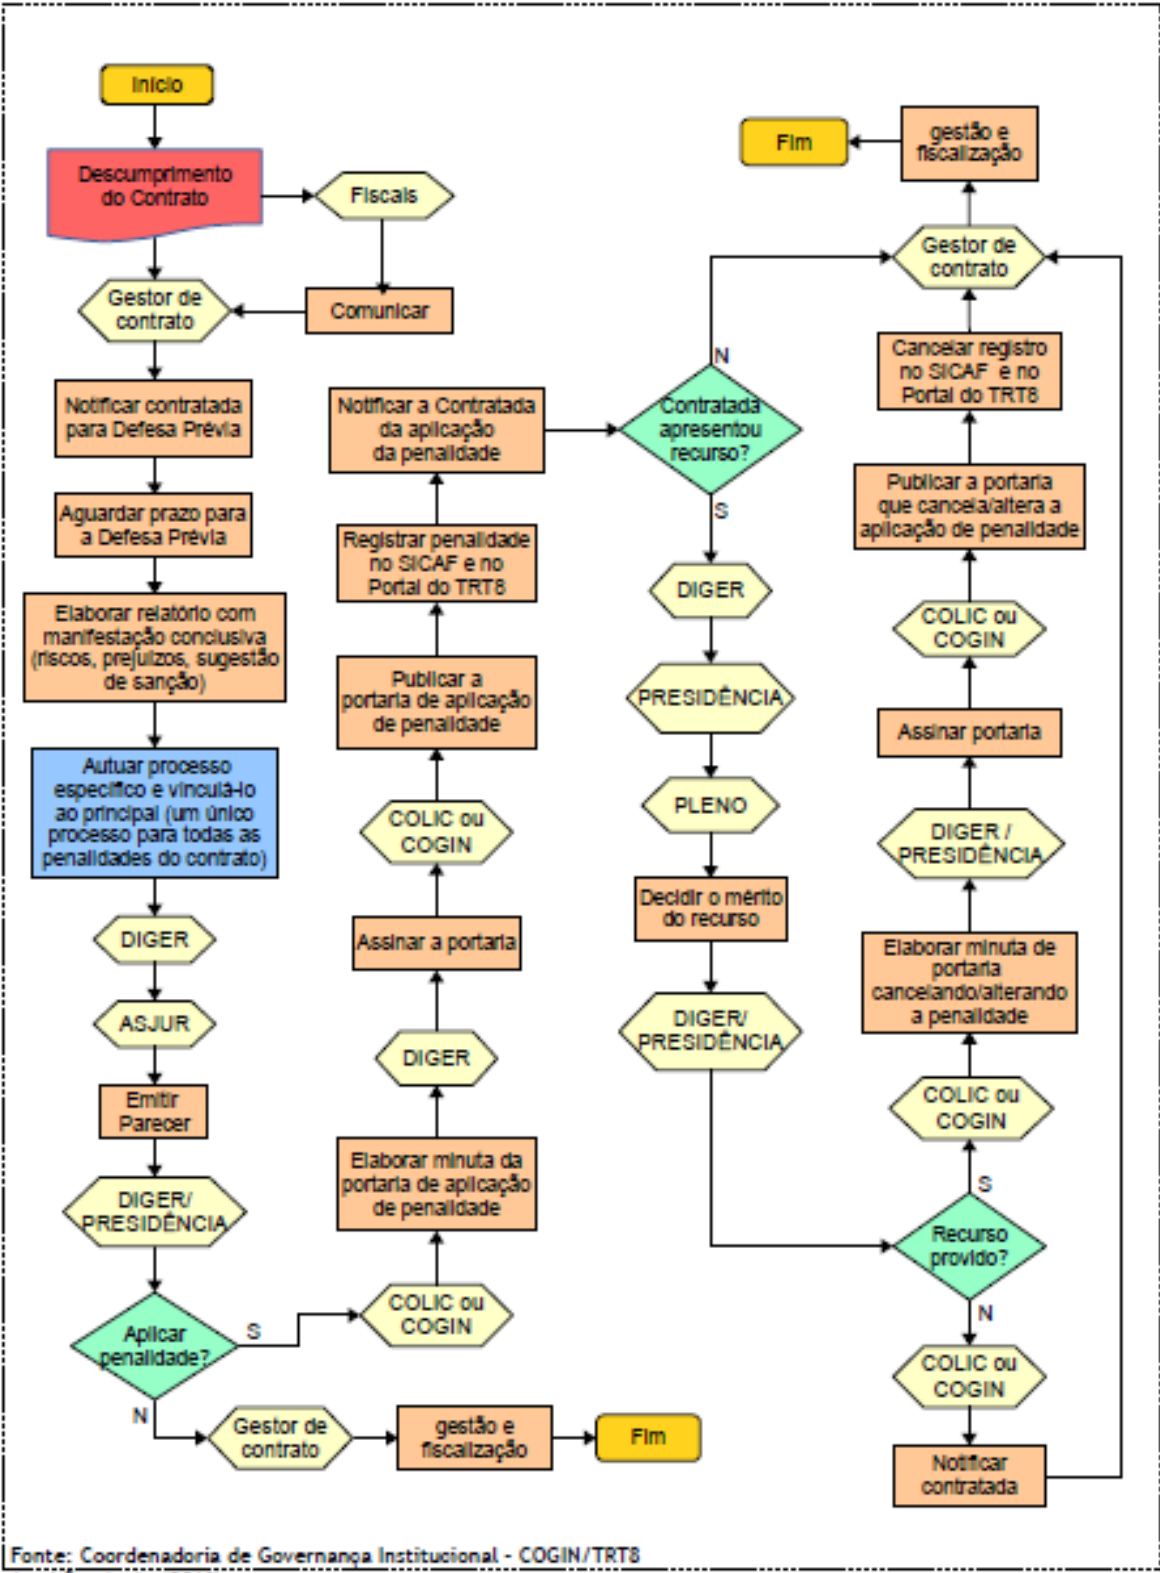 Início
Descumprimento
do Contrato
Fiscais
Gestor de
contrato
Comunicar
Notificar contratada
para Defesa Prévia
Aguardar prazo para
a Defesa Prévia
Elaborar relatório com
manifestação conclusiva
(riscos, prejuízos, sugestão
de sanção)
Autuar processo
específico e vinculá-lo
ao principal (um único
processo para todas as
penalidades do contrato)
DIGER
ASJUR
Emitir
Parecer
DIGER/
PRESIDÊNCIA
Aplicar
penalidade?
S
N
Gestor de
contrato
gestão e
fiscalização
Fim
COLIC ou
COGIN
Elaborar minuta da
portaria de aplicação
de penalidade
DIGER
Assinar a portaria
COLIC ou
COGIN
Publicar a
portaria de aplicação
de penalidade
Registrar penalidade
no SICAF e no
Portal do TRT8
Notificar a Contratada
da aplicação
da penalidade
Contratada
apresentou
recurso?
N
S
DIGER
PRESIDÊNCIA
PLENO
Decidir o mérito
do recurso
DIGER/
PRESIDÊNCIA
Recurso
provido?
S
N
COLIC ou
COGIN
Notificar
contratada
COLIC ou
COGIN
Elaborar minuta de
portaria
cancelando/alterando
a penalidade
DIGER /
PRESIDÊNCIA
Assinar portaria
COLIC ou
COGIN
Publicar a portaria
que cancela/altera a
aplicação de penalidade
Cancelar registro
no SICAF e no
Portal do TRT8
Gestor de
contrato
gestão e
fiscalização
Fim
Fonte: Coordenadoria de Governança Institucional - COGIN/TRT8